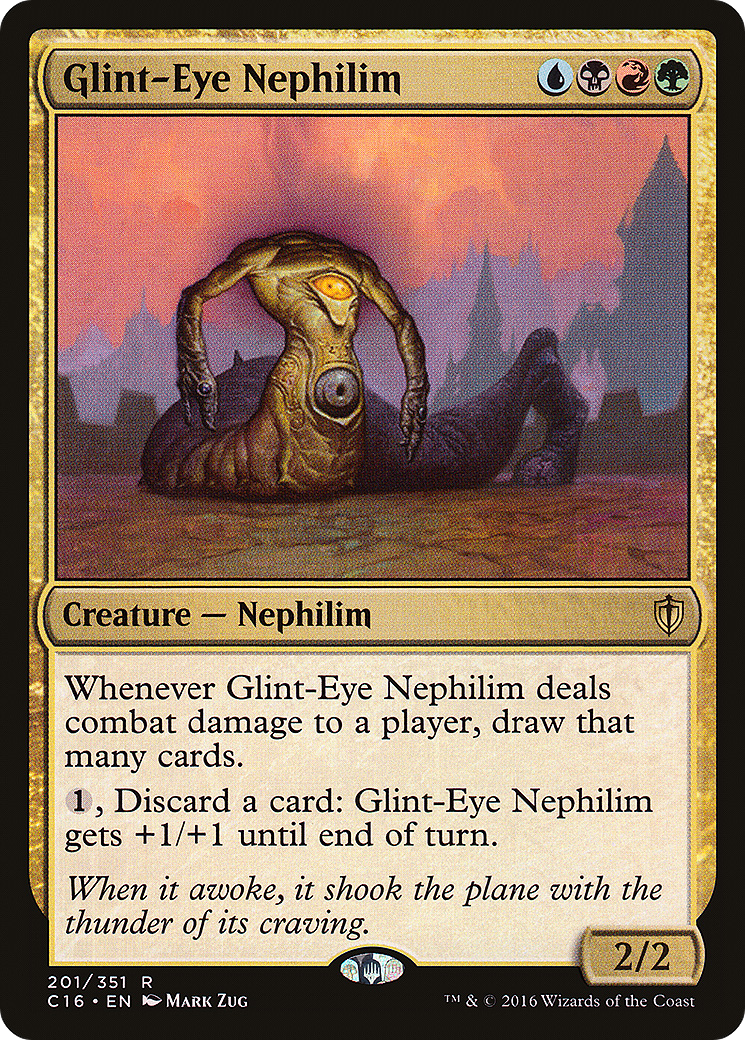 Glint-Eye Nephilim
Creature — Nephilim
Whenever Glint-Eye Nephilim deals
combat damage to a player, draw that
many cards.
1, Discard a card: Glint-Eye Nephilim
gets +1/+1 until end of turn.
When it awoke, it shook the plane with the
thunder of its craving.
2/2
201/351 R
C16 • EN Mark Zug
™ & © 2016 Wizards of the Coast